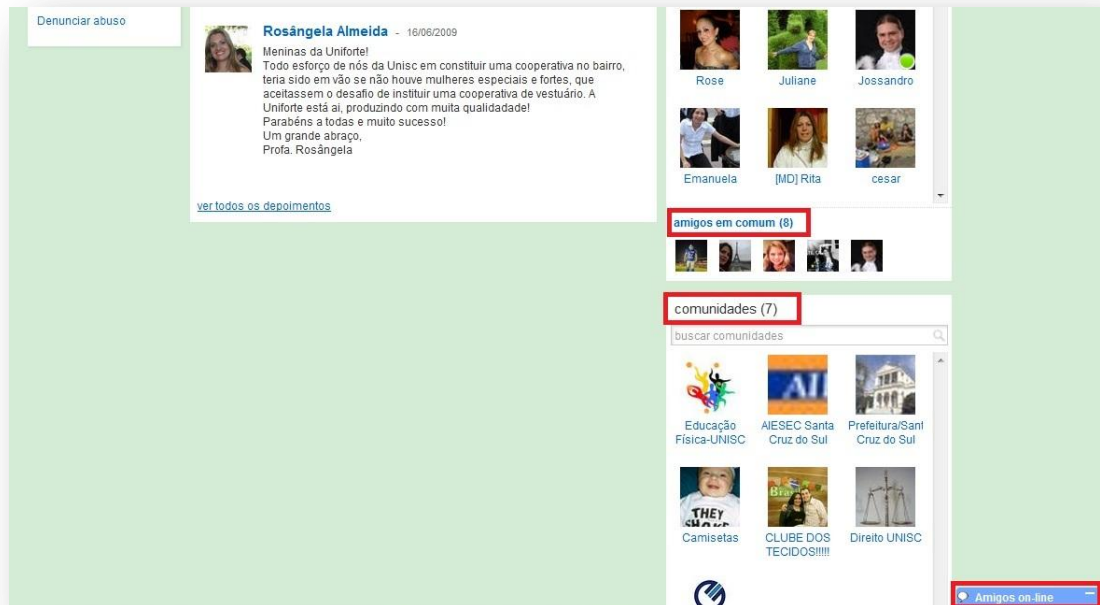 Denunciar abuso
Rosângela Almeida - 16/06/2009
Meninas da Uniforte!
Todo esforço de nós da Unisc em constituir uma cooperativa no bairro,
teria sido em vão se não houve mulheres especiais e fortes, que
aceitassem o desafio de instituir uma cooperativa de vestuário. A
Uniforte está ai, produzindo com muita qualidadade!
Parabéns a todas e muito sucesso!
Um grande abraço,
Profa. Rosângela
ver todos os depoimentos
Rose Juliane Jossandro
Emanuela [MD] Rita cesar
amigos em comum (8)
comunidades (7)
buscar comunidades
AI
Educação AIESEC Santa Prefeitura/Sant
Física-UNISC Cruz do Sul Cruz do Sul
Bra
THEY
Camisetas CLUBE DOS Direito UNISC
TECIDOS!!!!!
Amigos on-line